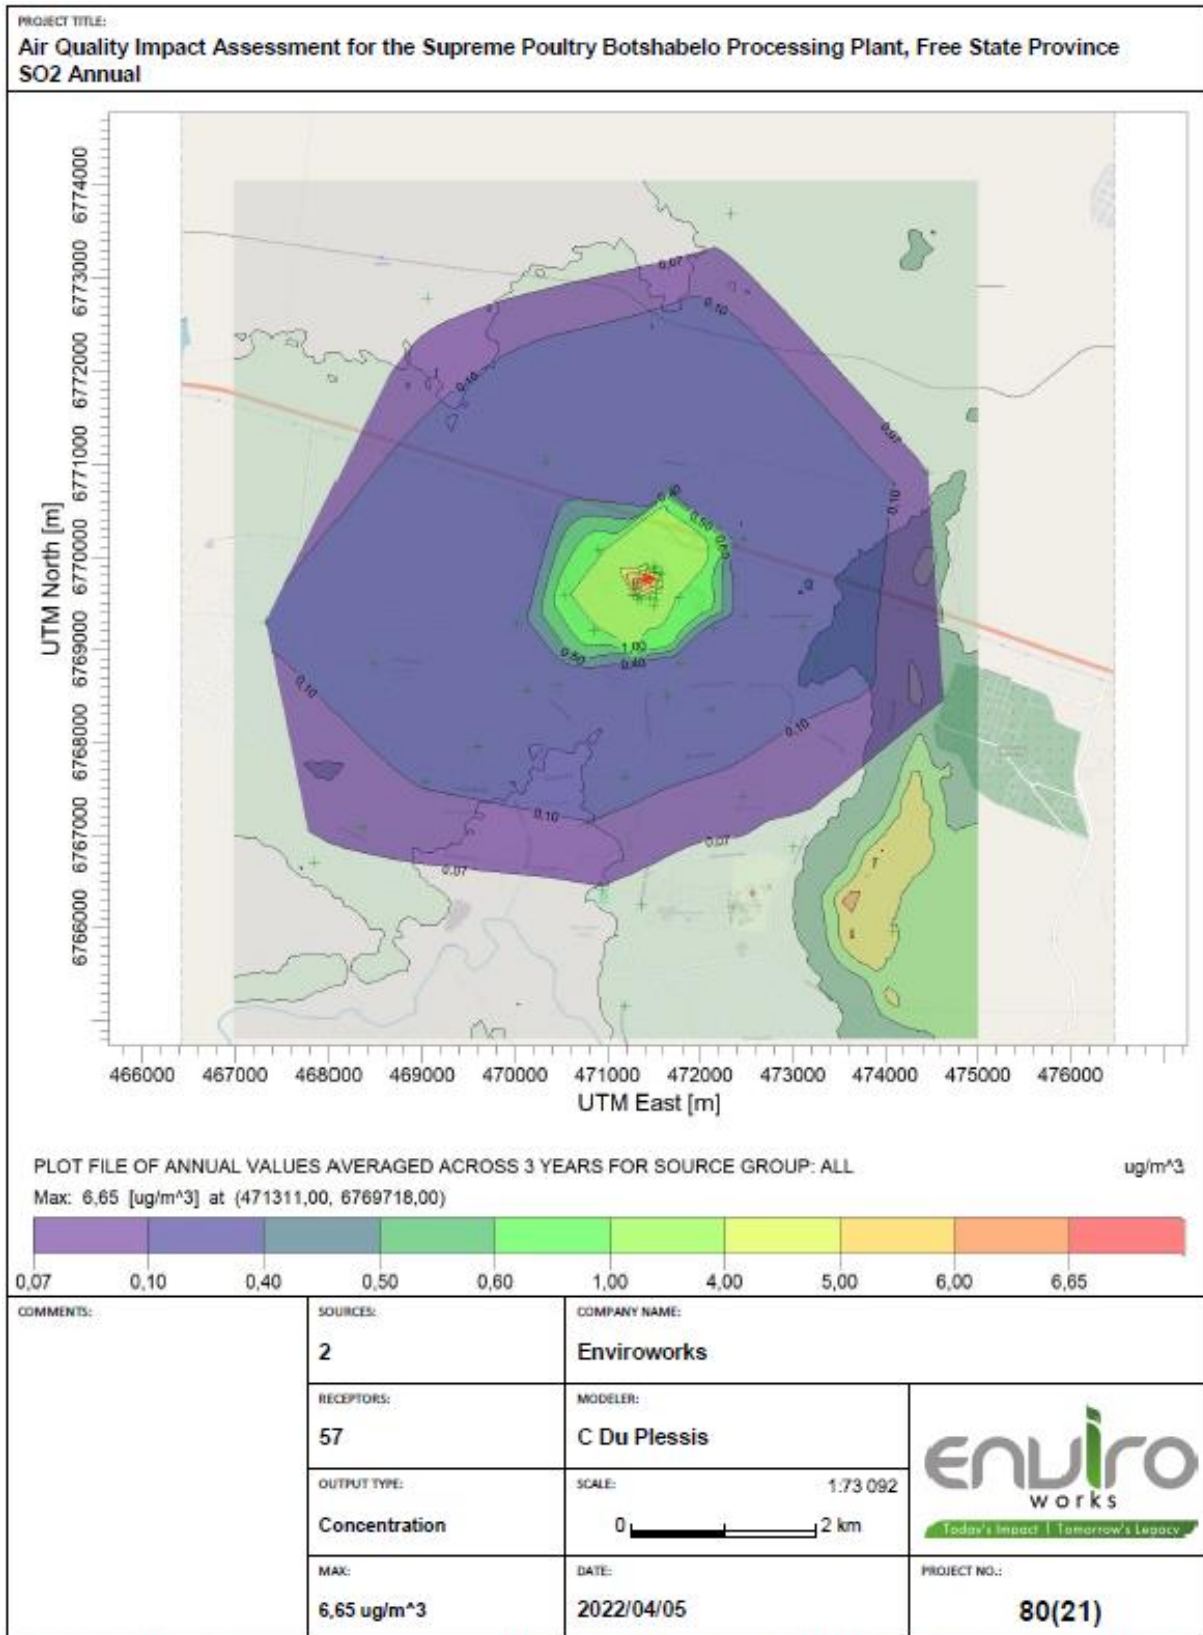 PROJECT TITLE:
Air Quality Impact Assessment for the Supreme Poultry Botshabelo Processing Plant, Free State Province
SO2 Annual
UTM North [m]
6774000
6773000
6772000
6771000
6770000
6769000
6768000
6767000
6766000
0,07
0,10
0,10
0,07
0,10
0,40
0,50
0,60
0,50
1,00
0,40
0,10
0,10
0,10
0,07
0,07
466000 467000 468000 469000 470000 471000 472000 473000 474000 475000 476000
UTM East [m]
PLOT FILE OF ANNUAL VALUES AVERAGED ACROSS 3 YEARS FOR SOURCE GROUP: ALL ug/m^3
Max: 6,65 [ug/m^3] at (471311,00, 6769718,00)
0,07 0,10 0,40 0,50 0,60 1,00 4,00 5,00 6,00 6,65
COMMENTS:
SOURCES:
2
COMPANY NAME:
Enviroworks
RECEPTORS:
57
MODELER:
C Du Plessis
OUTPUT TYPE:
Concentration
SCALE: 1:73 092
0 2 km
enviro
works
Today's Impact | Tomorrow's Legacy
MAX:
6,65 ug/m^3
DATE:
2022/04/05
PROJECT NO.:
80(21)